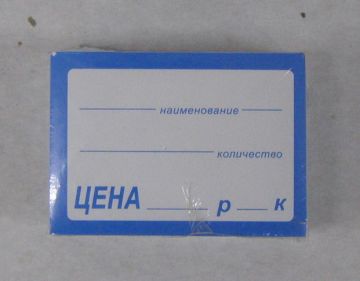 наименование
количество
ЦЕНА р к